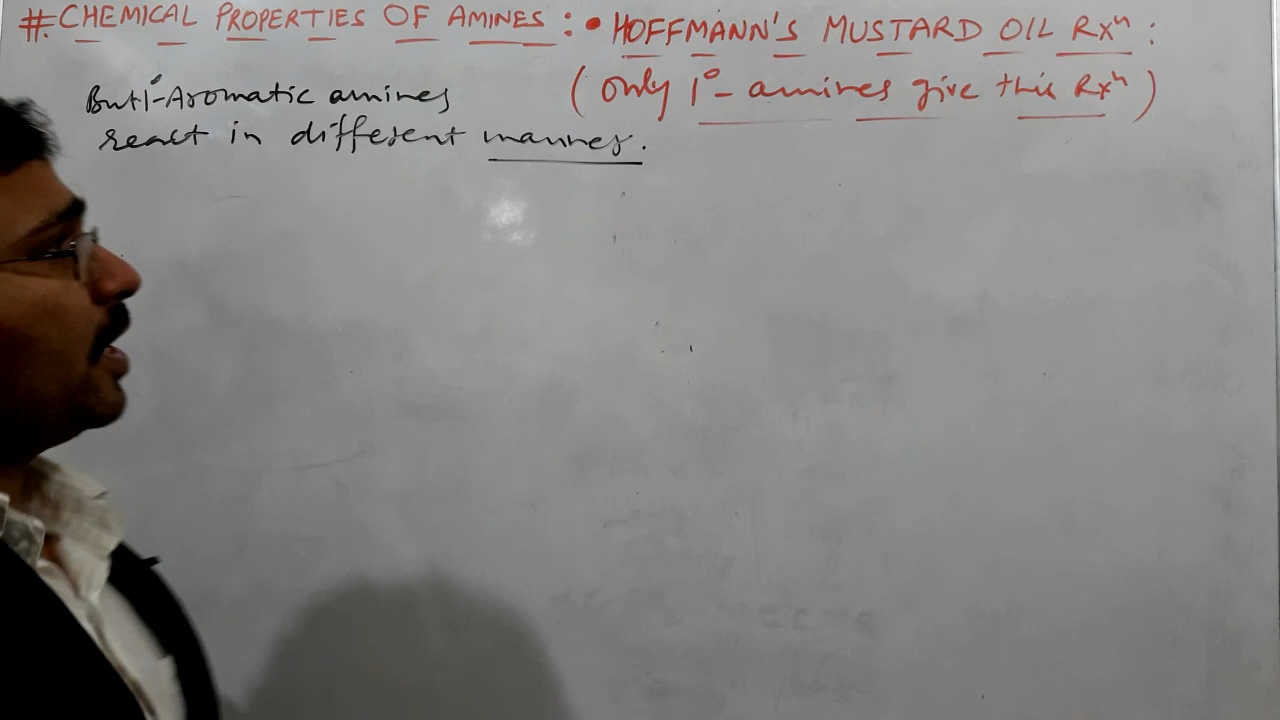 #. CHEMICAL PROPERTIES OF AMINES : • HOFFMANN'S MUSTARD OIL Rxⁿ :
(only 1°- amines give this Rxⁿ)
But 1°-Aromatic amines
react in different manner.